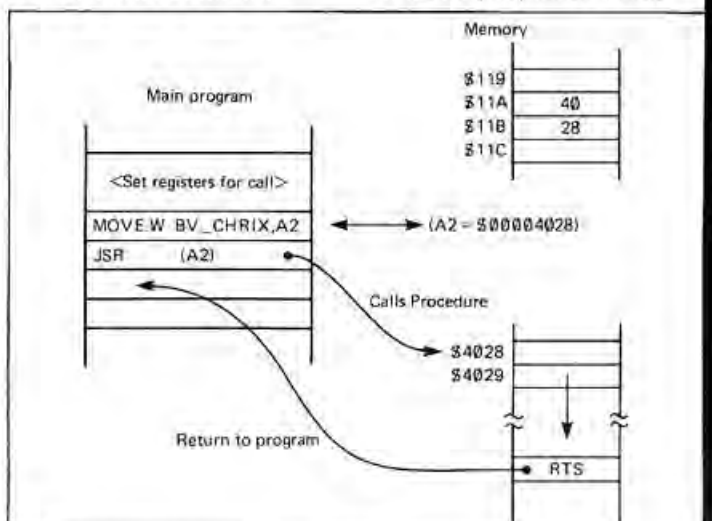 Memory
$119
Main program
$11A 40
$11B 28
$11C
<Set registers for call>
MOVE.W BV_CHRIX,A2
(A2 = $00004028)
JSR (A2)
Calls Procedure
$4028
$4029
Return to program
RTS